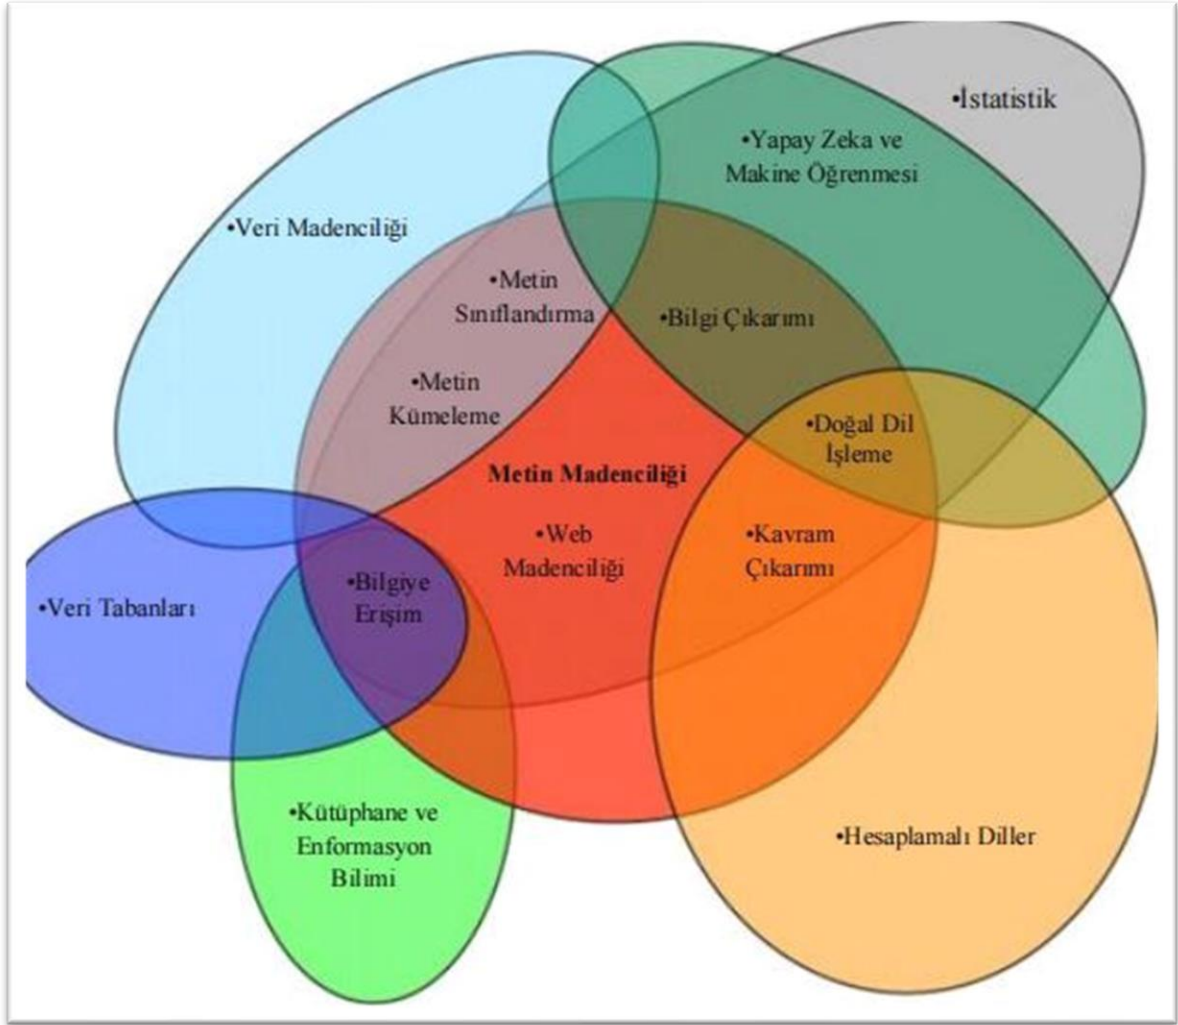 •İstatistik
•Yapay Zeka ve
Makine Öğrenmesi
•Veri Madenciliği
•Metin
Sınıflandırma
•Bilgi Çıkarımı
•Metin
Kümeleme
•Doğal Dil
İşleme
Metin Madenciliği
•Web
Madenciliği
•Kavram
Çıkarımı
•Bilgiye
Erişim
•Veri Tabanları
•Kütüphane ve
Enformasyon
Bilimi
•Hesaplamalı Diller